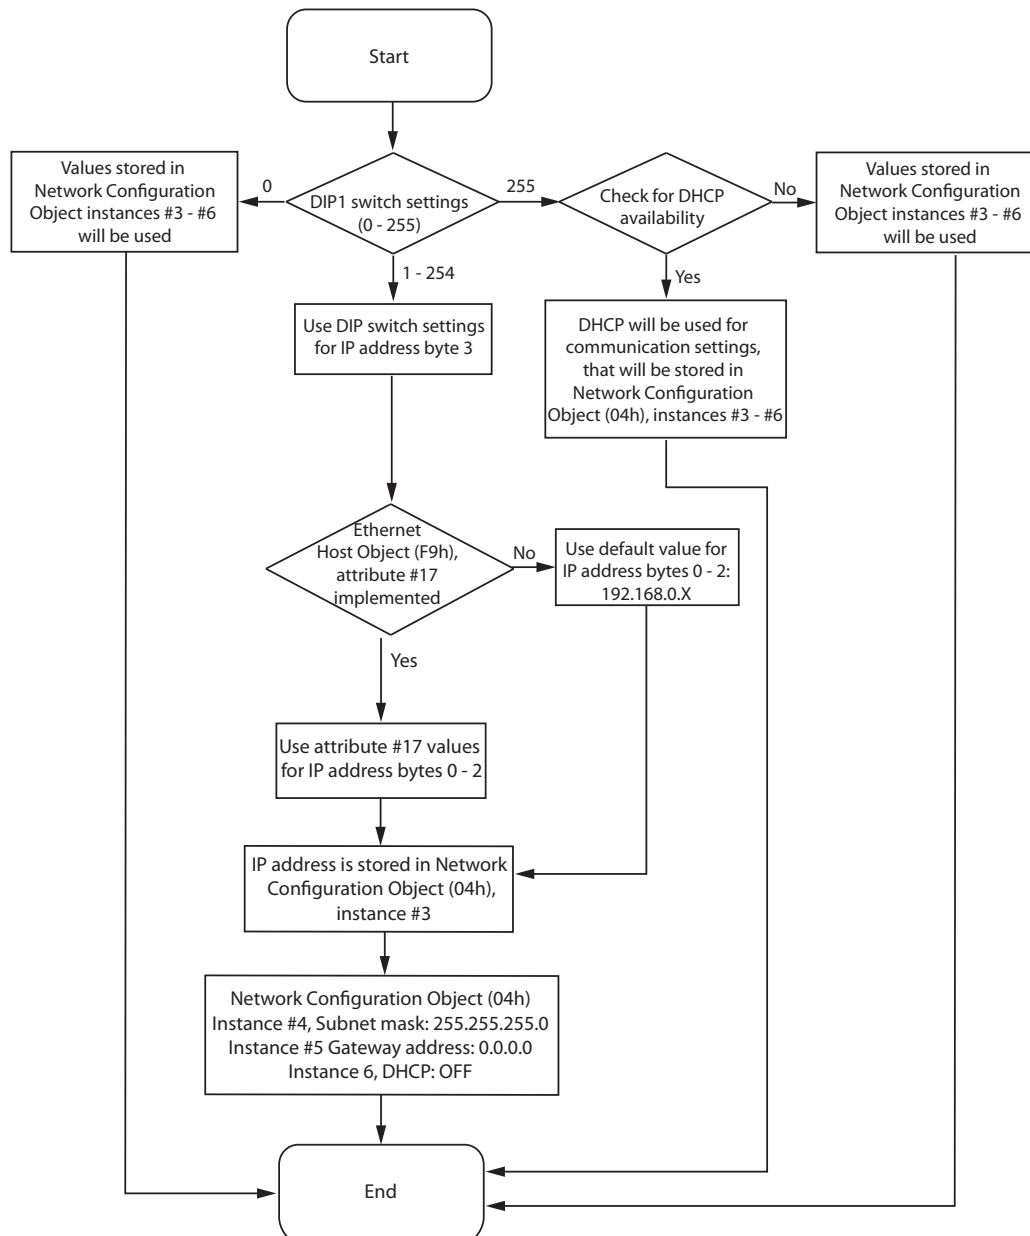 Start
Values stored in
Network Configuration
Object instances #3 - #6
will be used
0
DIP1 switch settings
(0 - 255)
255
Check for DHCP
availability
No
Values stored in
Network Configuration
Object instances #3 - #6
will be used
1 - 254
Yes
Use DIP switch settings
for IP address byte 3
DHCP will be used for
communication settings,
that will be stored in
Network Configuration
Object (04h), instances #3 - #6
Ethernet
Host Object (F9h),
attribute #17
implemented
No
Use default value for
IP address bytes 0 - 2:
192.168.0.X
Yes
Use attribute #17 values
for IP address bytes 0 - 2
IP address is stored in Network
Configuration Object (04h),
instance #3
Network Configuration Object (04h)
Instance #4, Subnet mask: 255.255.255.0
Instance #5 Gateway address: 0.0.0.0
Instance 6, DHCP: OFF
End